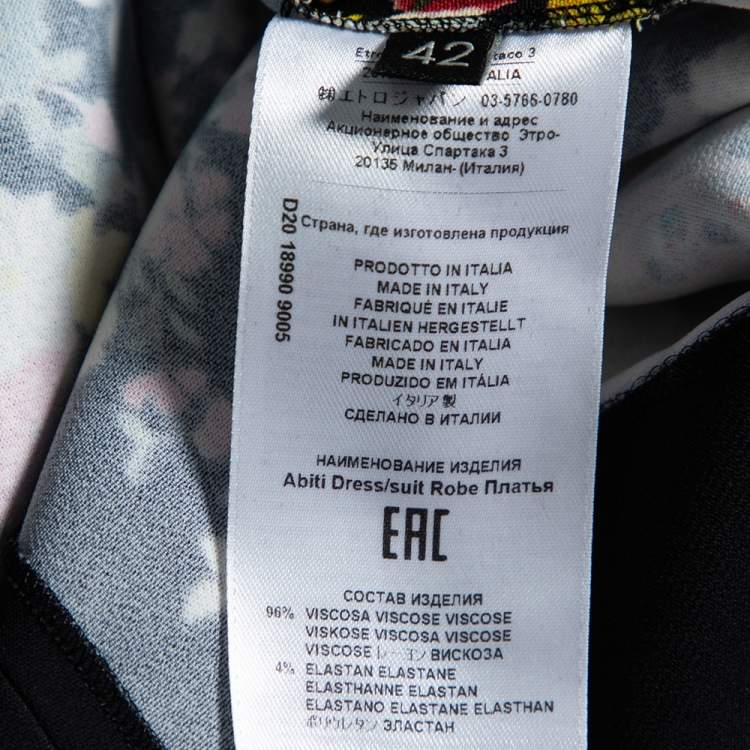 42
Etro taco 3
ALIA
㈱エトロジャパン 03-5766-0780
Наименование и адрес
Акционерное общество Этро-
Улица Спартака 3
20135 Милан- (Италия)
D20 18990 9005
Страна, где изготовлена продукция
PRODOTTO IN ITALIA
MADE IN ITALY
FABRIQUÉ EN ITALIE
IN ITALIEN HERGESTELLT
FABRICADO EN ITALIA
MADE IN ITALY
PRODUZIDO EM ITÁLIA
イタリア製
СДЕЛАНО В ИТАЛИИ
НАИМЕНОВАНИЕ ИЗДЕЛИЯ
Abiti Dress/suit Robe Платья
EAC
СОСТАВ ИЗДЕЛИЯ
96% VISCOSA VISCOSE VISCOSE
VISKOSE VISCOSA VISCOSE
VISCOSE レーヨン ВИСКОЗА
4% ELASTAN ELASTANE
ELASTHANNE ELASTAN
ELASTANO ELASTANE ELASTHAN
ポリウレタン ЭЛАСТАН